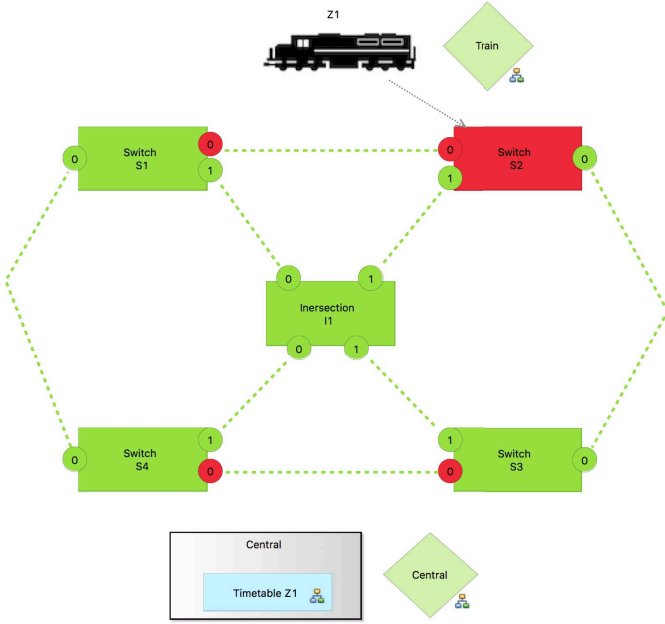 Z1
Train
0
Switch
S1
0
1
0
1
Switch
S2
0
0
1
Inersection
I1
0
1
0
Switch
S4
1
0
1
0
Switch
S3
0
Central
Timetable Z1
Central